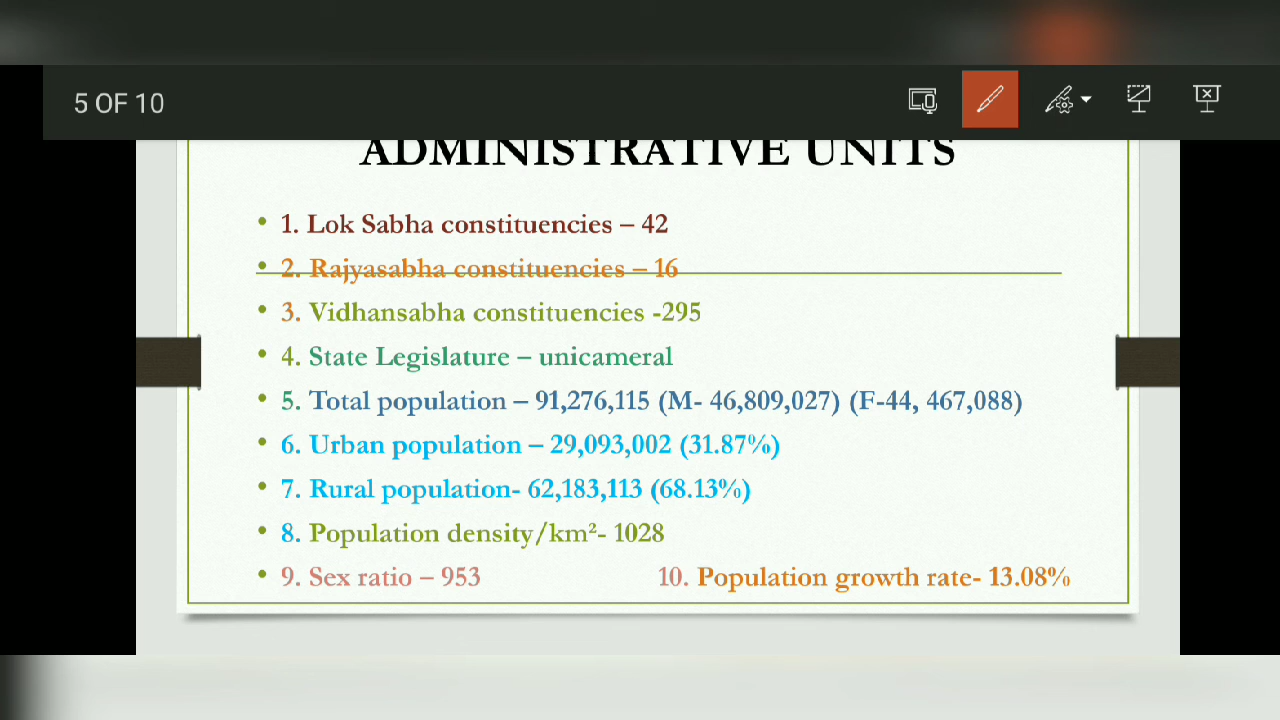 5 OF 10
ADMINISTRATIVE UNITS
• 1. Lok Sabha constituencies – 42
• 2. Rajyasabha constituencies – 16
• 3. Vidhansabha constituencies -295
• 4. State Legislature – unicameral
• 5. Total population – 91,276,115 (M- 46,809,027) (F-44, 467,088)
• 6. Urban population – 29,093,002 (31.87%)
• 7. Rural population- 62,183,113 (68.13%)
• 8. Population density/km²- 1028
• 9. Sex ratio – 953 10. Population growth rate- 13.08%